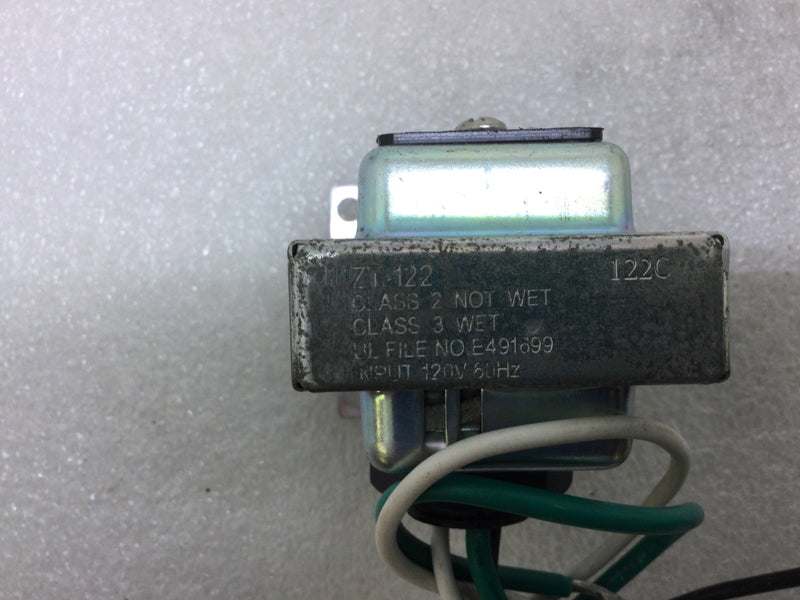 ZT-122 122C
CLASS 2 NOT WET
CLASS 3 WET
UL FILE NO.E491699
INPUT 120V 60Hz